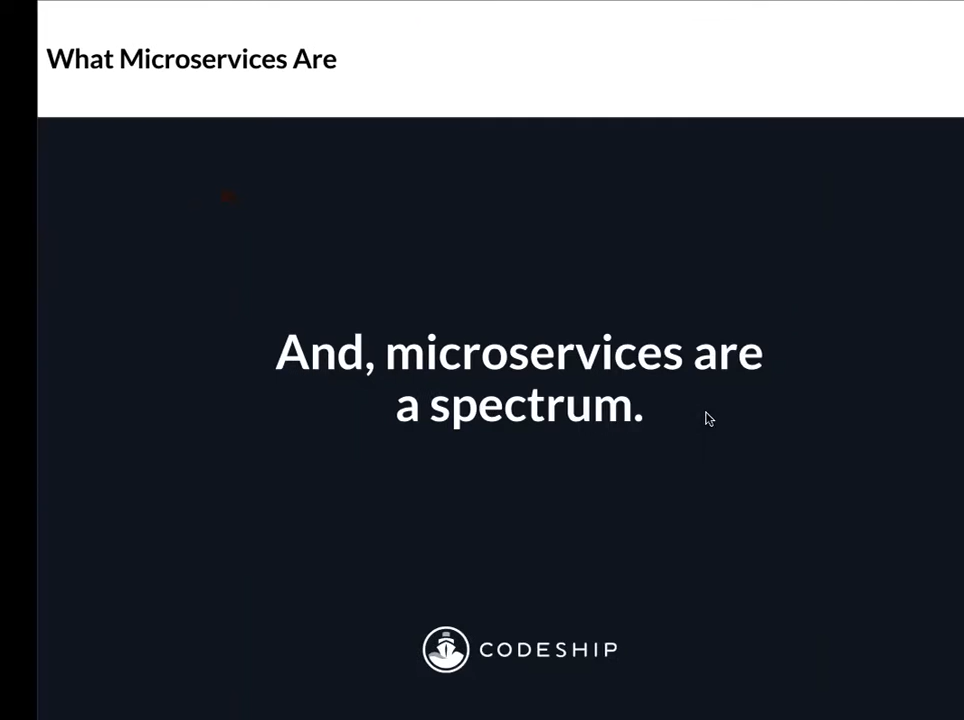 What Microservices Are
And, microservices are
a spectrum.
CODESHIP